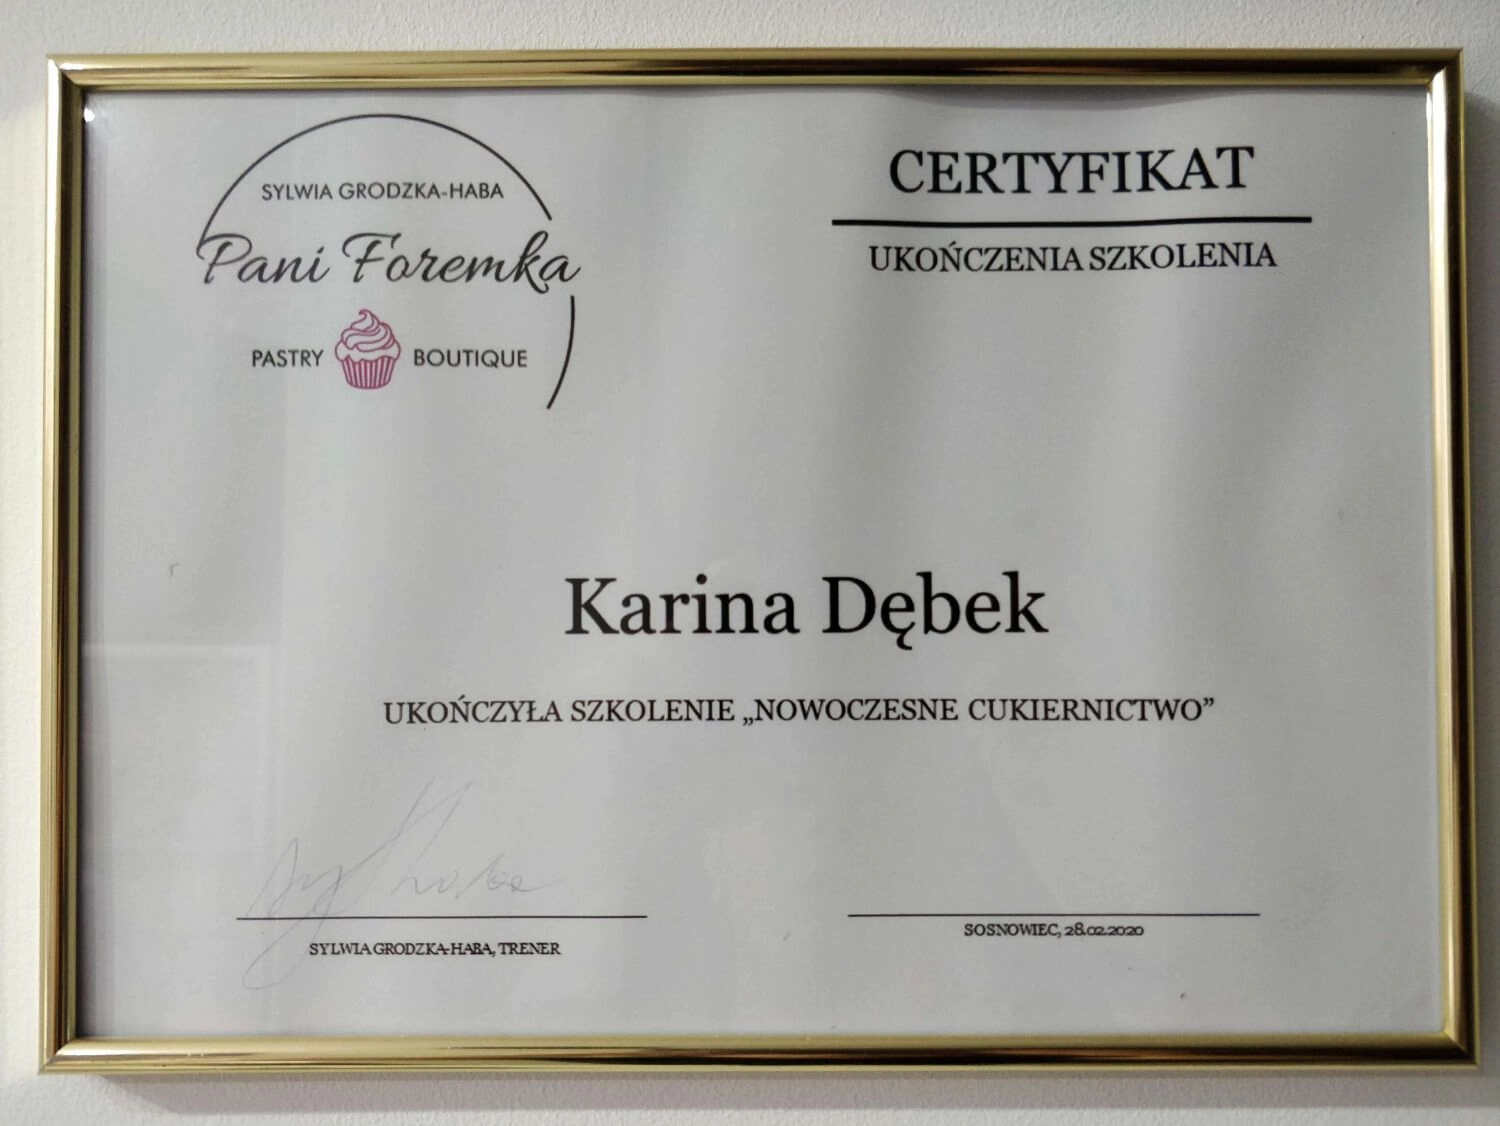 SYLWIA GRODZKA-HABA
Pani Foremka
PASTRY BOUTIQUE
CERTYFIKAT
UKOŃCZENIA SZKOLENIA
Karina Dębek
UKOŃCZYŁA SZKOLENIE „NOWOCZESNE CUKIERNICTWO”
SYLWIA GRODZKA-HABA, TRENER
SOSNOWIEC, 28.02.2020